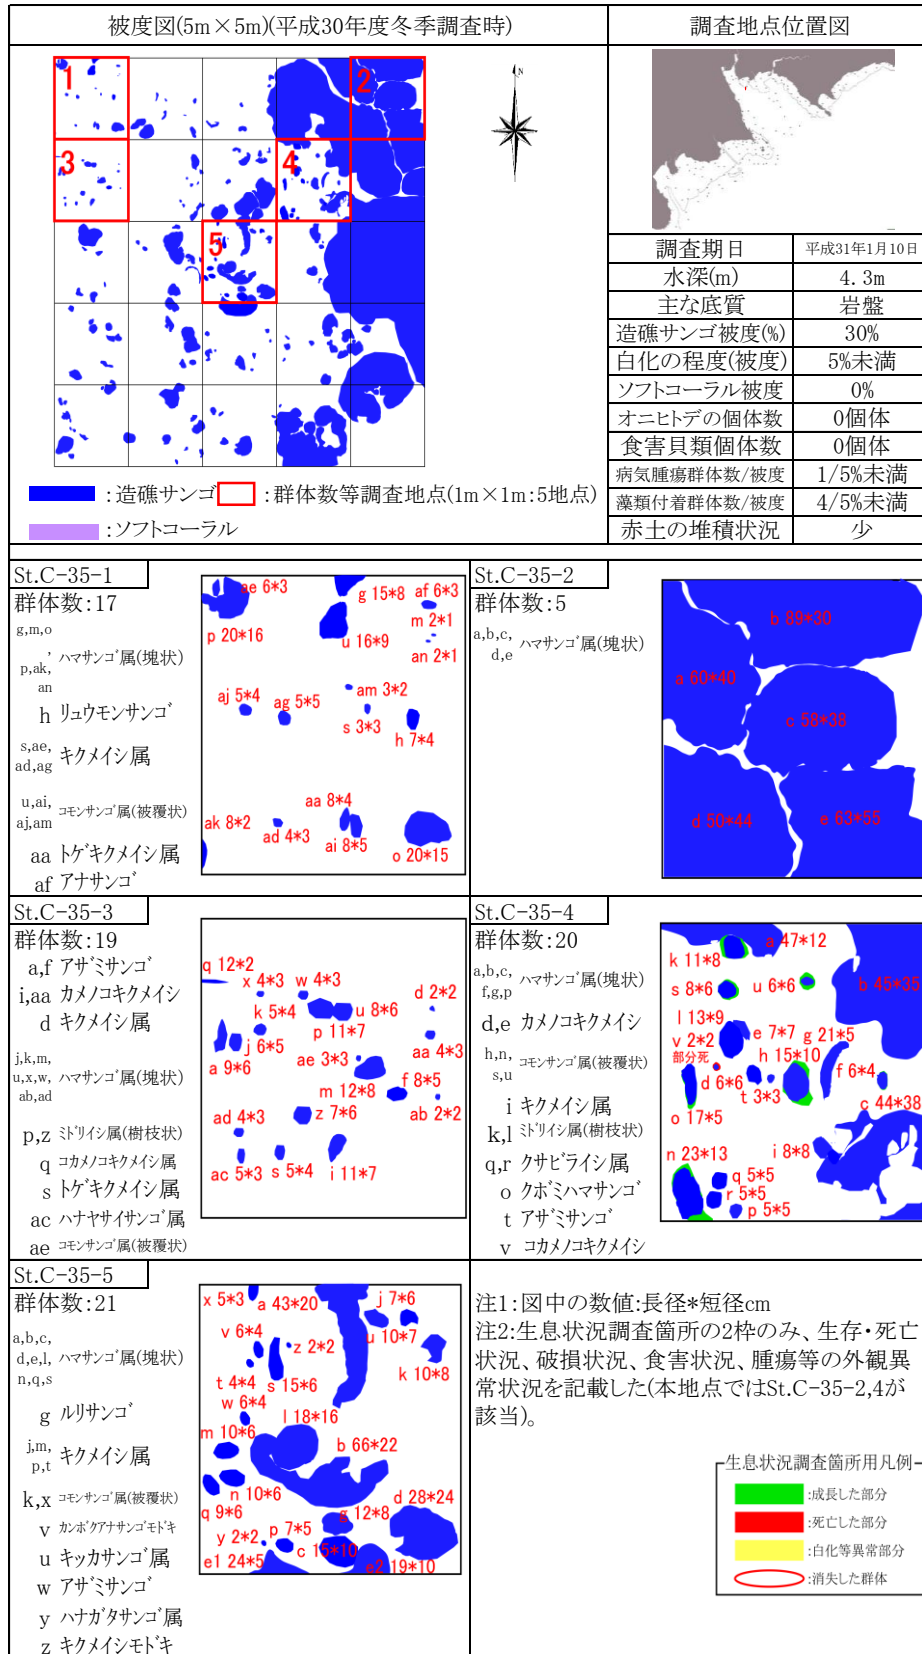 被度図(5m×5m)(平成30年度冬季調査時)
調査地点位置図
1
2
3
4
5
N
:造礁サンゴ
:群体数等調査地点(1m×1m:5地点)
:ソフトコーラル
調査期日 平成31年1月10日
水深(m) 4.3m
主な底質 岩盤
造礁サンゴ被度(%) 30%
白化の程度(被度) 5%未満
ソフトコーラル被度 0%
オニヒトデの個体数 0個体
食害貝類個体数 0個体
病気腫瘍群体数/被度 1/5%未満
藻類付着群体数/被度 4/5%未満
赤土の堆積状況 少
St.C-35-1
群体数:17
g,m,o,
p,ak,
an
ハマサンゴ属(塊状)
h リュウモンサンゴ
s,ae,
ad,ag
キクメイシ属
u,ai,
aj,am
コモンサンゴ属(被覆状)
aa トゲキクメイシ属
af アナサンゴ
ae 6*3
g 15*8
af 6*3
m 2*1
p 20*16
u 16*9
an 2*1
am 3*2
aj 5*4
ag 5*5
s 3*3
h 7*4
aa 8*4
ak 8*2
ad 4*3
ai 8*5
o 20*15
St.C-35-2
群体数:5
a,b,c,
d,e
ハマサンゴ属(塊状)
b 89*30
a 60*40
c 58*38
d 50*44
e 63*55
St.C-35-3
群体数:19
a,f アザミサンゴ
i,aa カメノコキクメイシ
d キクメイシ属
j,k,m,
u,x,w,
ab,ad
ハマサンゴ属(塊状)
p,z ミドリイシ属(樹枝状)
q コカメノコキクメイシ属
s トゲキクメイシ属
ac ハナヤサイサンゴ属
ae コモンサンゴ属(被覆状)
q 12*2
x 4*3
w 4*3
d 2*2
k 5*4
u 8*6
p 11*7
j 6*5
aa 4*3
a 9*6
ae 3*3
f 8*5
m 12*8
z 7*6
ab 2*2
ad 4*3
ac 5*3
s 5*4
i 11*7
St.C-35-4
群体数:20
a,b,c,
f,g,p
ハマサンゴ属(塊状)
d,e カメノコキクメイシ
h,n,
s,u
コモンサンゴ属(被覆状)
i キクメイシ属
k,l ミドリイシ属(樹枝状)
q,r クサビライシ属
o クボミハマサンゴ
t アザミサンゴ
v コカメノコキクメイシ
a 47*12
k 11*8
s 8*6
u 6*6
b 45*35
l 13*9
v 2*2
e 7*7
g 21*5
部分死
h 15*10
f 6*4
d 6*6
t 3*3
c 44*38
o 17*5
n 23*13
i 8*8
q 5*5
r 5*5
p 5*5
St.C-35-5
群体数:21
a,b,c,
d,e,l,
n,q,s
ハマサンゴ属(塊状)
g ルリサンゴ
j,m,
p,t
キクメイシ属
k,x コモンサンゴ属(被覆状)
v カンボクアナサンゴモドキ
u キッカサンゴ属
w アザミサンゴ
y ハナガタサンゴ属
z キクメイシモドキ
x 5*3
a 43*20
j 7*6
v 6*4
z 2*2
u 10*7
t 4*4
s 15*6
k 10*8
w 6*4
l 18*16
m 10*6
b 66*22
n 10*6
d 28*24
q 9*6
g 12*8
y 2*2
p 7*5
c 15*10
e1 24*5
e2 19*10
注1:図中の数値:長径*短径cm
注2:生息状況調査箇所の2枠のみ、生存・死亡
状況、破損状況、食害状況、腫瘍等の外観異
常状況を記載した(本地点ではSt.C-35-2,4が
該当)。
生息状況調査箇所用凡例
:成長した部分
:死亡した部分
:白化等異常部分
:消失した群体